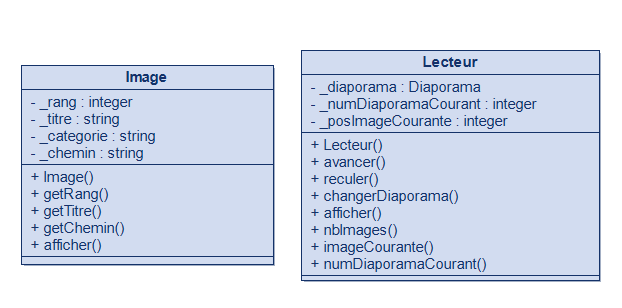 Image
- _rang : integer
- _titre : string
- _categorie : string
- _chemin : string
+ Image()
+ getRang()
+ getTitre()
+ getChemin()
+ afficher()
Lecteur
- _diaporama : Diaporama
- _numDiaporamaCourant : integer
- _posImageCourante : integer
+ Lecteur()
+ avancer()
+ reculer()
+ changerDiaporama()
+ afficher()
+ nbImages()
+ imageCourante()
+ numDiaporamaCourant()